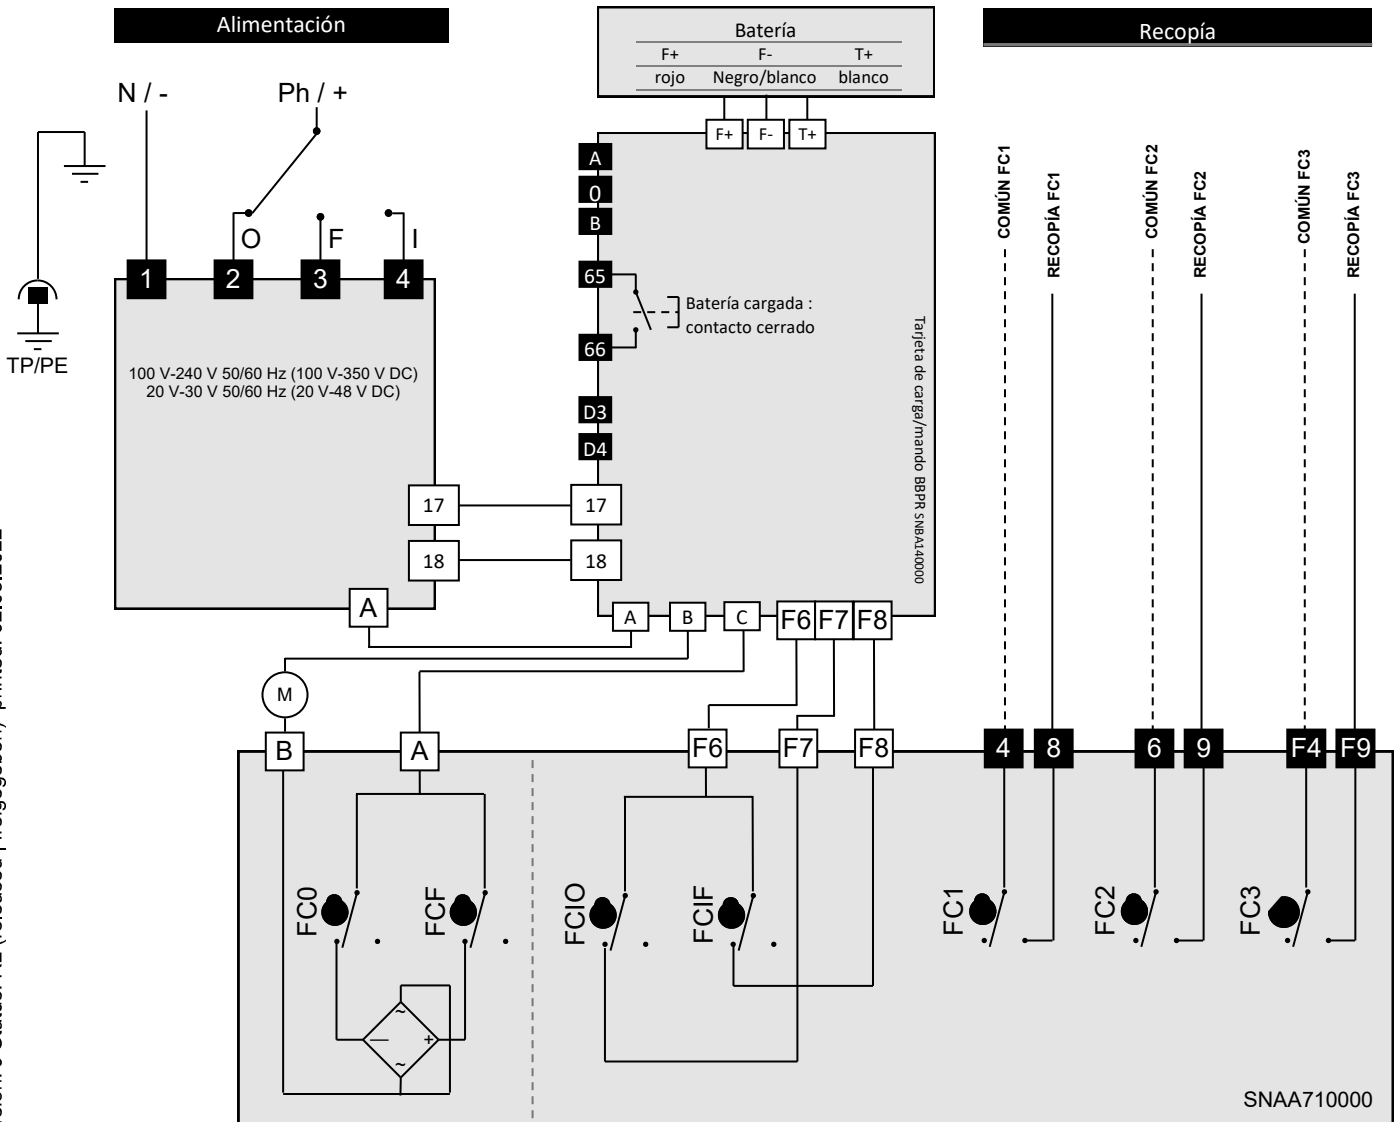 Alimentación
Batería
F+ F- T+
rojo Negro/blanco blanco
Recopía
N / -
Ph / +
O
F
I
1
2
3
4
TP/PE
100 V-240 V 50/60 Hz (100 V-350 V DC)
20 V-30 V 50/60 Hz (20 V-48 V DC)
17
18
A
F+
F-
T+
A
0
B
65
66
Batería cargada :
contacto cerrado
D3
D4
17
18
Tarjeta de carga/mando BBPR SNBA140000
A
B
C
F6
F7
F8
COMÚN FC1
RECOPÍA FC1
COMÚN FC2
RECOPÍA FC2
COMÚN FC3
RECOPÍA FC3
M
B
A
F6
F7
F8
4
8
6
9
F4
F9
FC0
FCF
FCIO
FCIF
FC1
FC2
FC3
~
—
+
~
SNAA710000